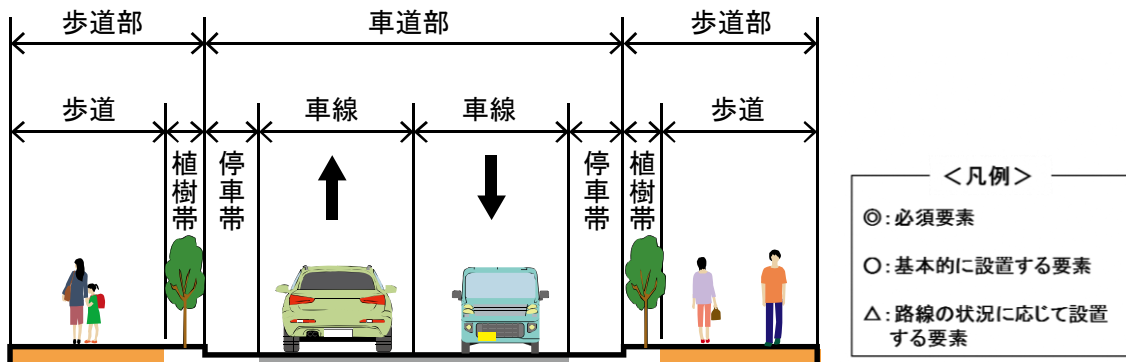 歩道部 車道部 歩道部
歩道 車線 車線 歩道
植樹帯 停車帯 停車帯 植樹帯
<凡例>
◎:必須要素
○:基本的に設置する要素
△:路線の状況に応じて設置
する要素